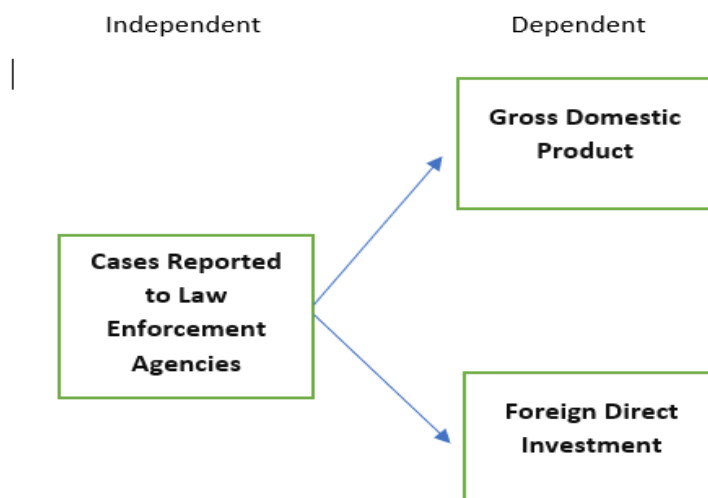 Independent
Dependent
Gross Domestic
Product
Cases Reported
to Law
Enforcement
Agencies
Foreign Direct
Investment